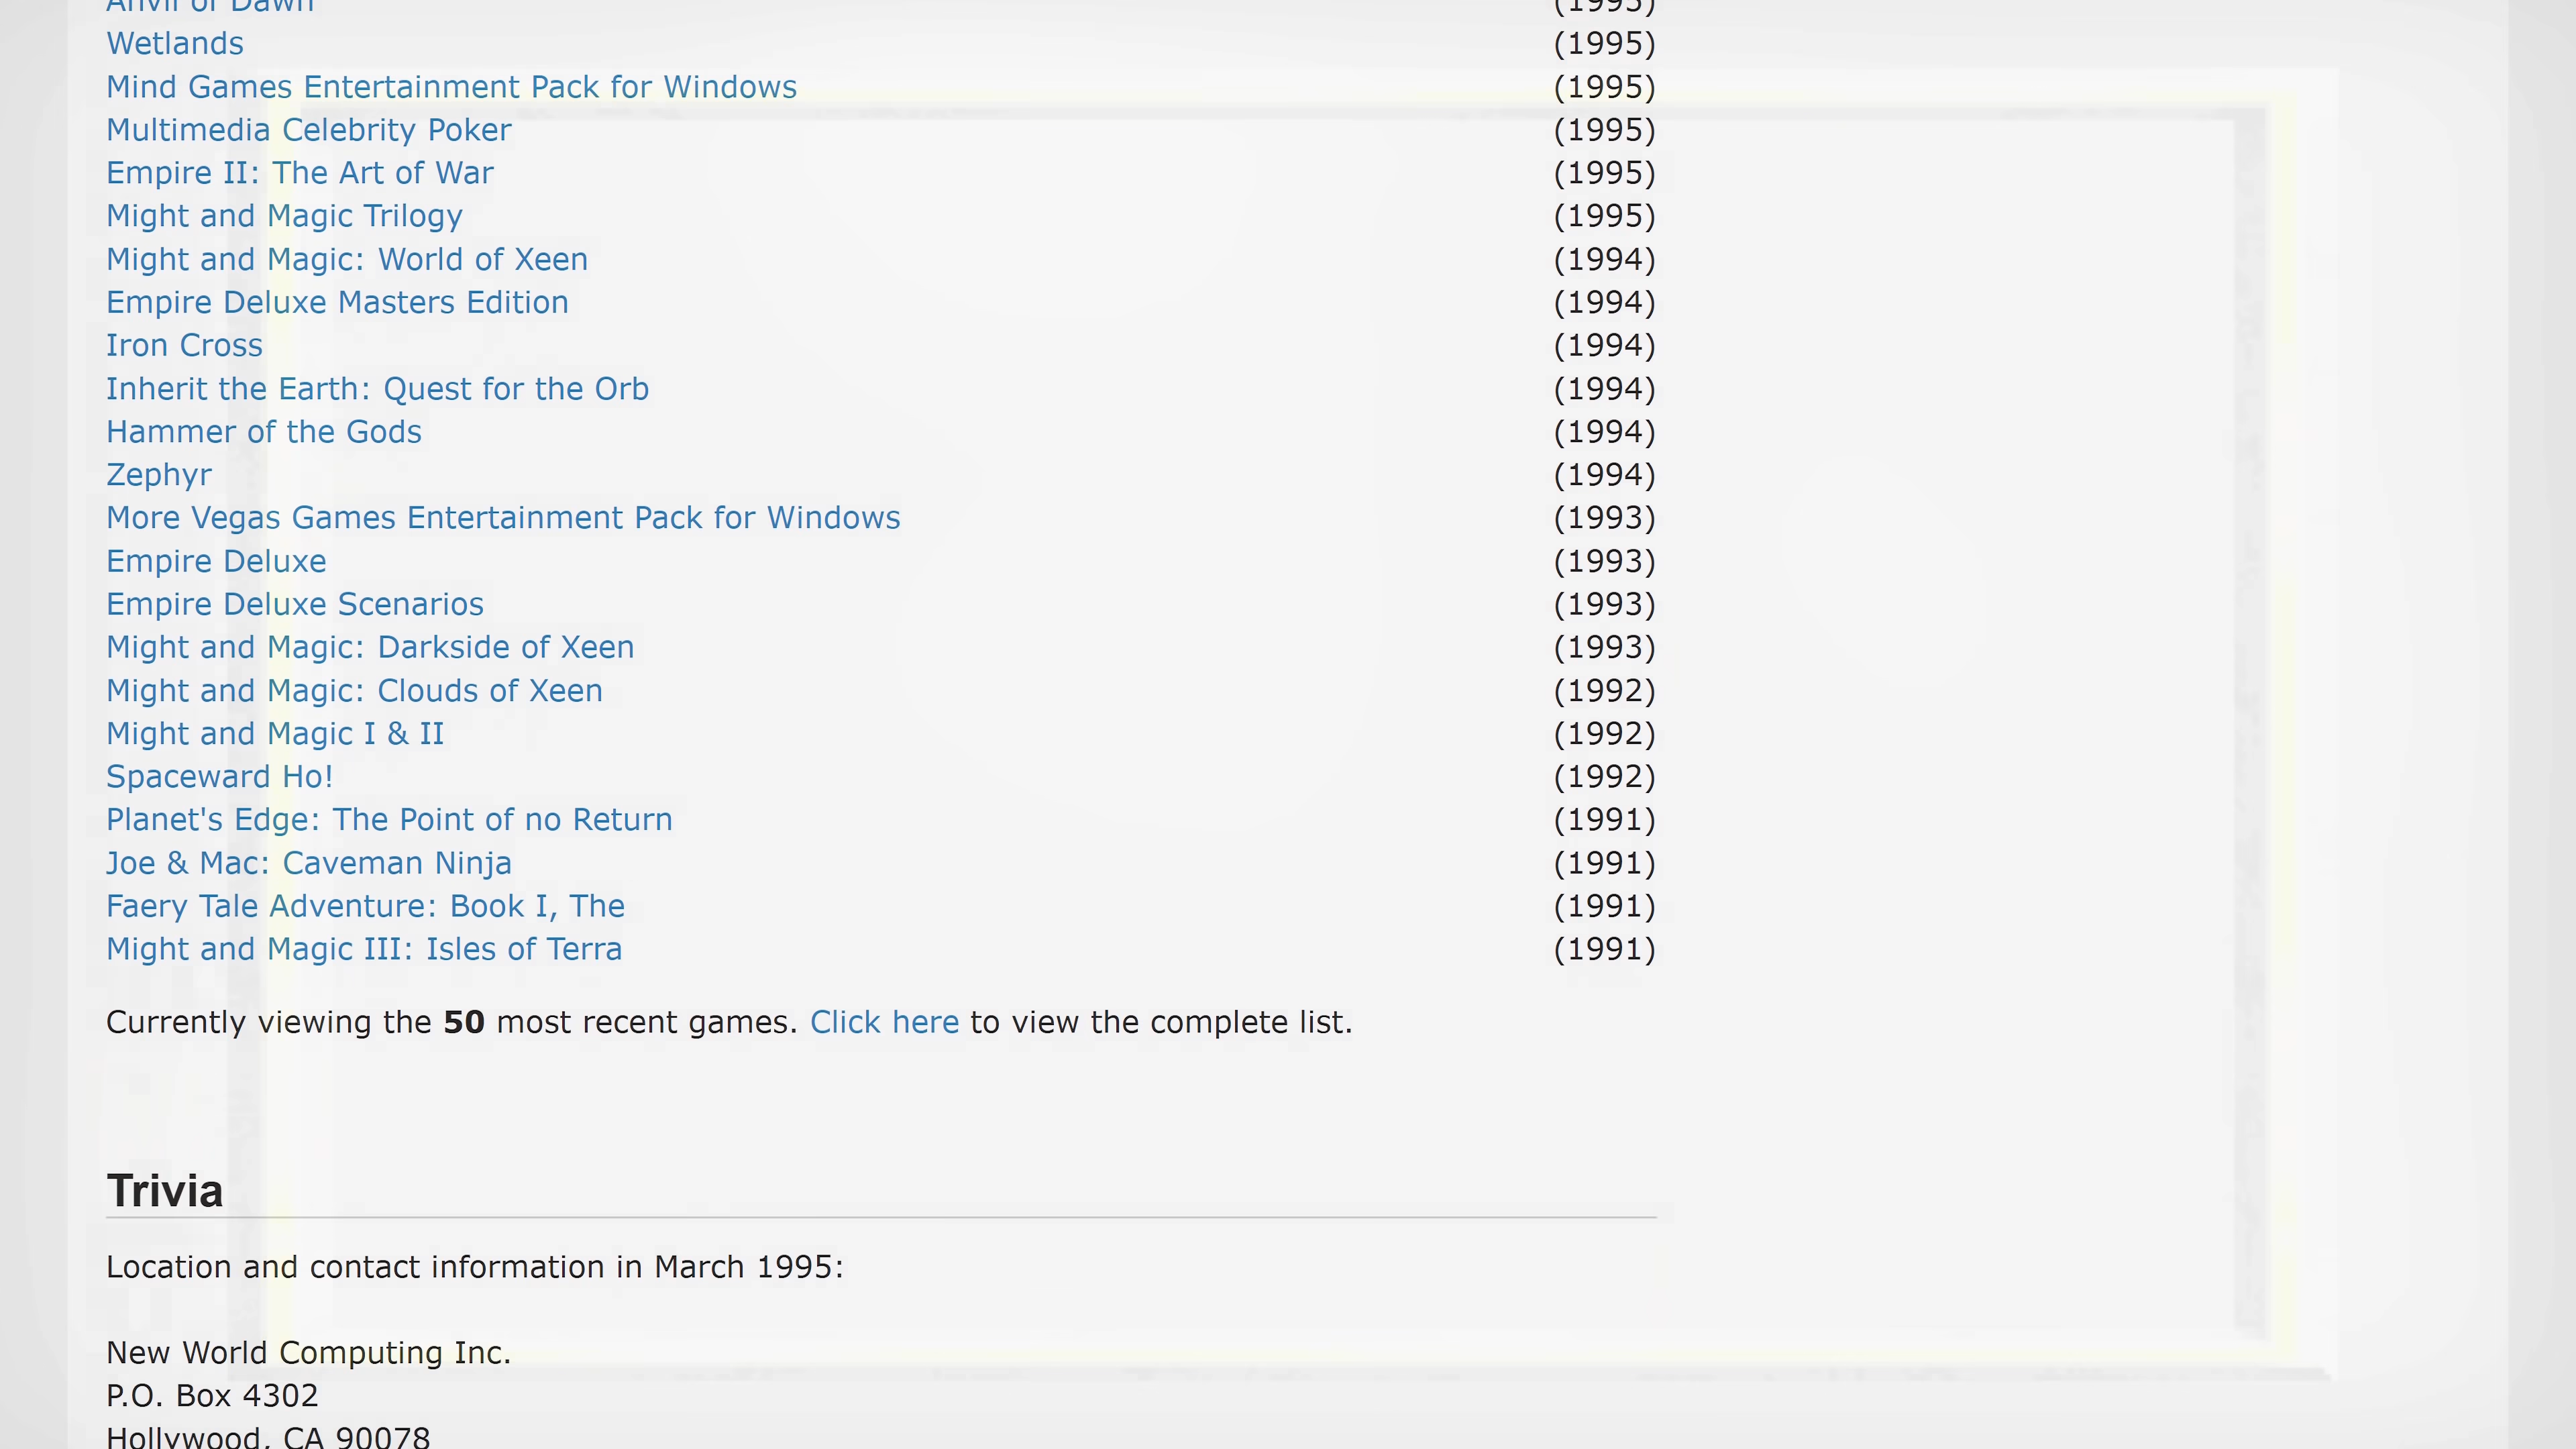 Anvil of Dawn (1995)
Wetlands (1995)
Mind Games Entertainment Pack for Windows (1995)
Multimedia Celebrity Poker (1995)
Empire II: The Art of War (1995)
Might and Magic Trilogy (1995)
Might and Magic: World of Xeen (1994)
Empire Deluxe Masters Edition (1994)
Iron Cross (1994)
Inherit the Earth: Quest for the Orb (1994)
Hammer of the Gods (1994)
Zephyr (1994)
More Vegas Games Entertainment Pack for Windows (1993)
Empire Deluxe (1993)
Empire Deluxe Scenarios (1993)
Might and Magic: Darkside of Xeen (1993)
Might and Magic: Clouds of Xeen (1992)
Might and Magic I & II (1992)
Spaceward Ho! (1992)
Planet's Edge: The Point of no Return (1991)
Joe & Mac: Caveman Ninja (1991)
Faery Tale Adventure: Book I, The (1991)
Might and Magic III: Isles of Terra (1991)
Currently viewing the 50 most recent games. Click here to view the complete list.
Trivia
Location and contact information in March 1995:
New World Computing Inc.
P.O. Box 4302
Hollywood, CA 90078